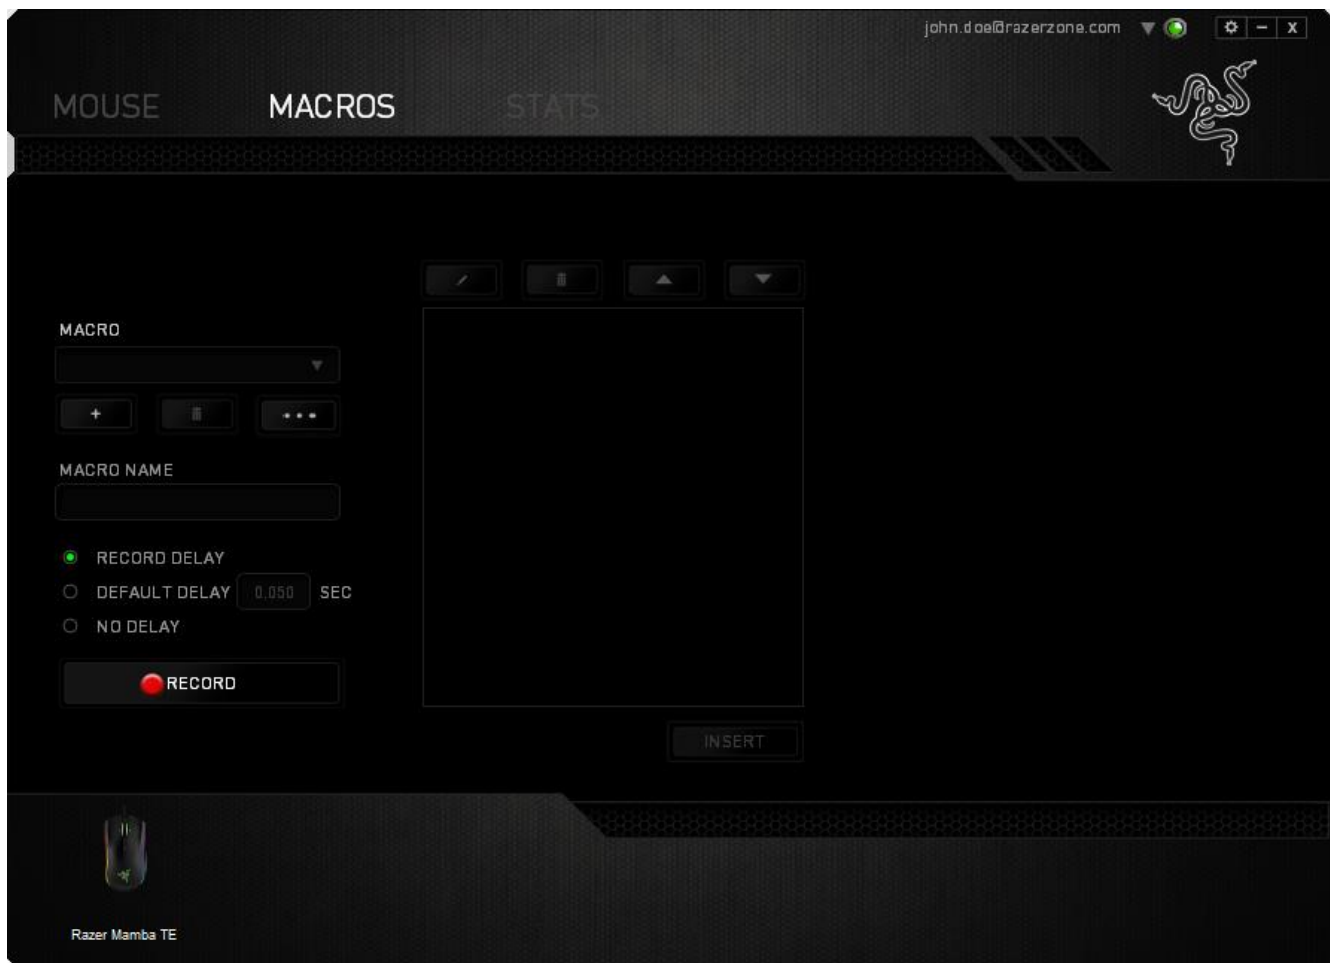 john.doe@razerzone.com
X
MOUSE MACROS STATS
MACRO
+
MACRO NAME
RECORD DELAY
DEFAULT DELAY 0.050 SEC
NO DELAY
RECORD
INSERT
Razer Mamba TE